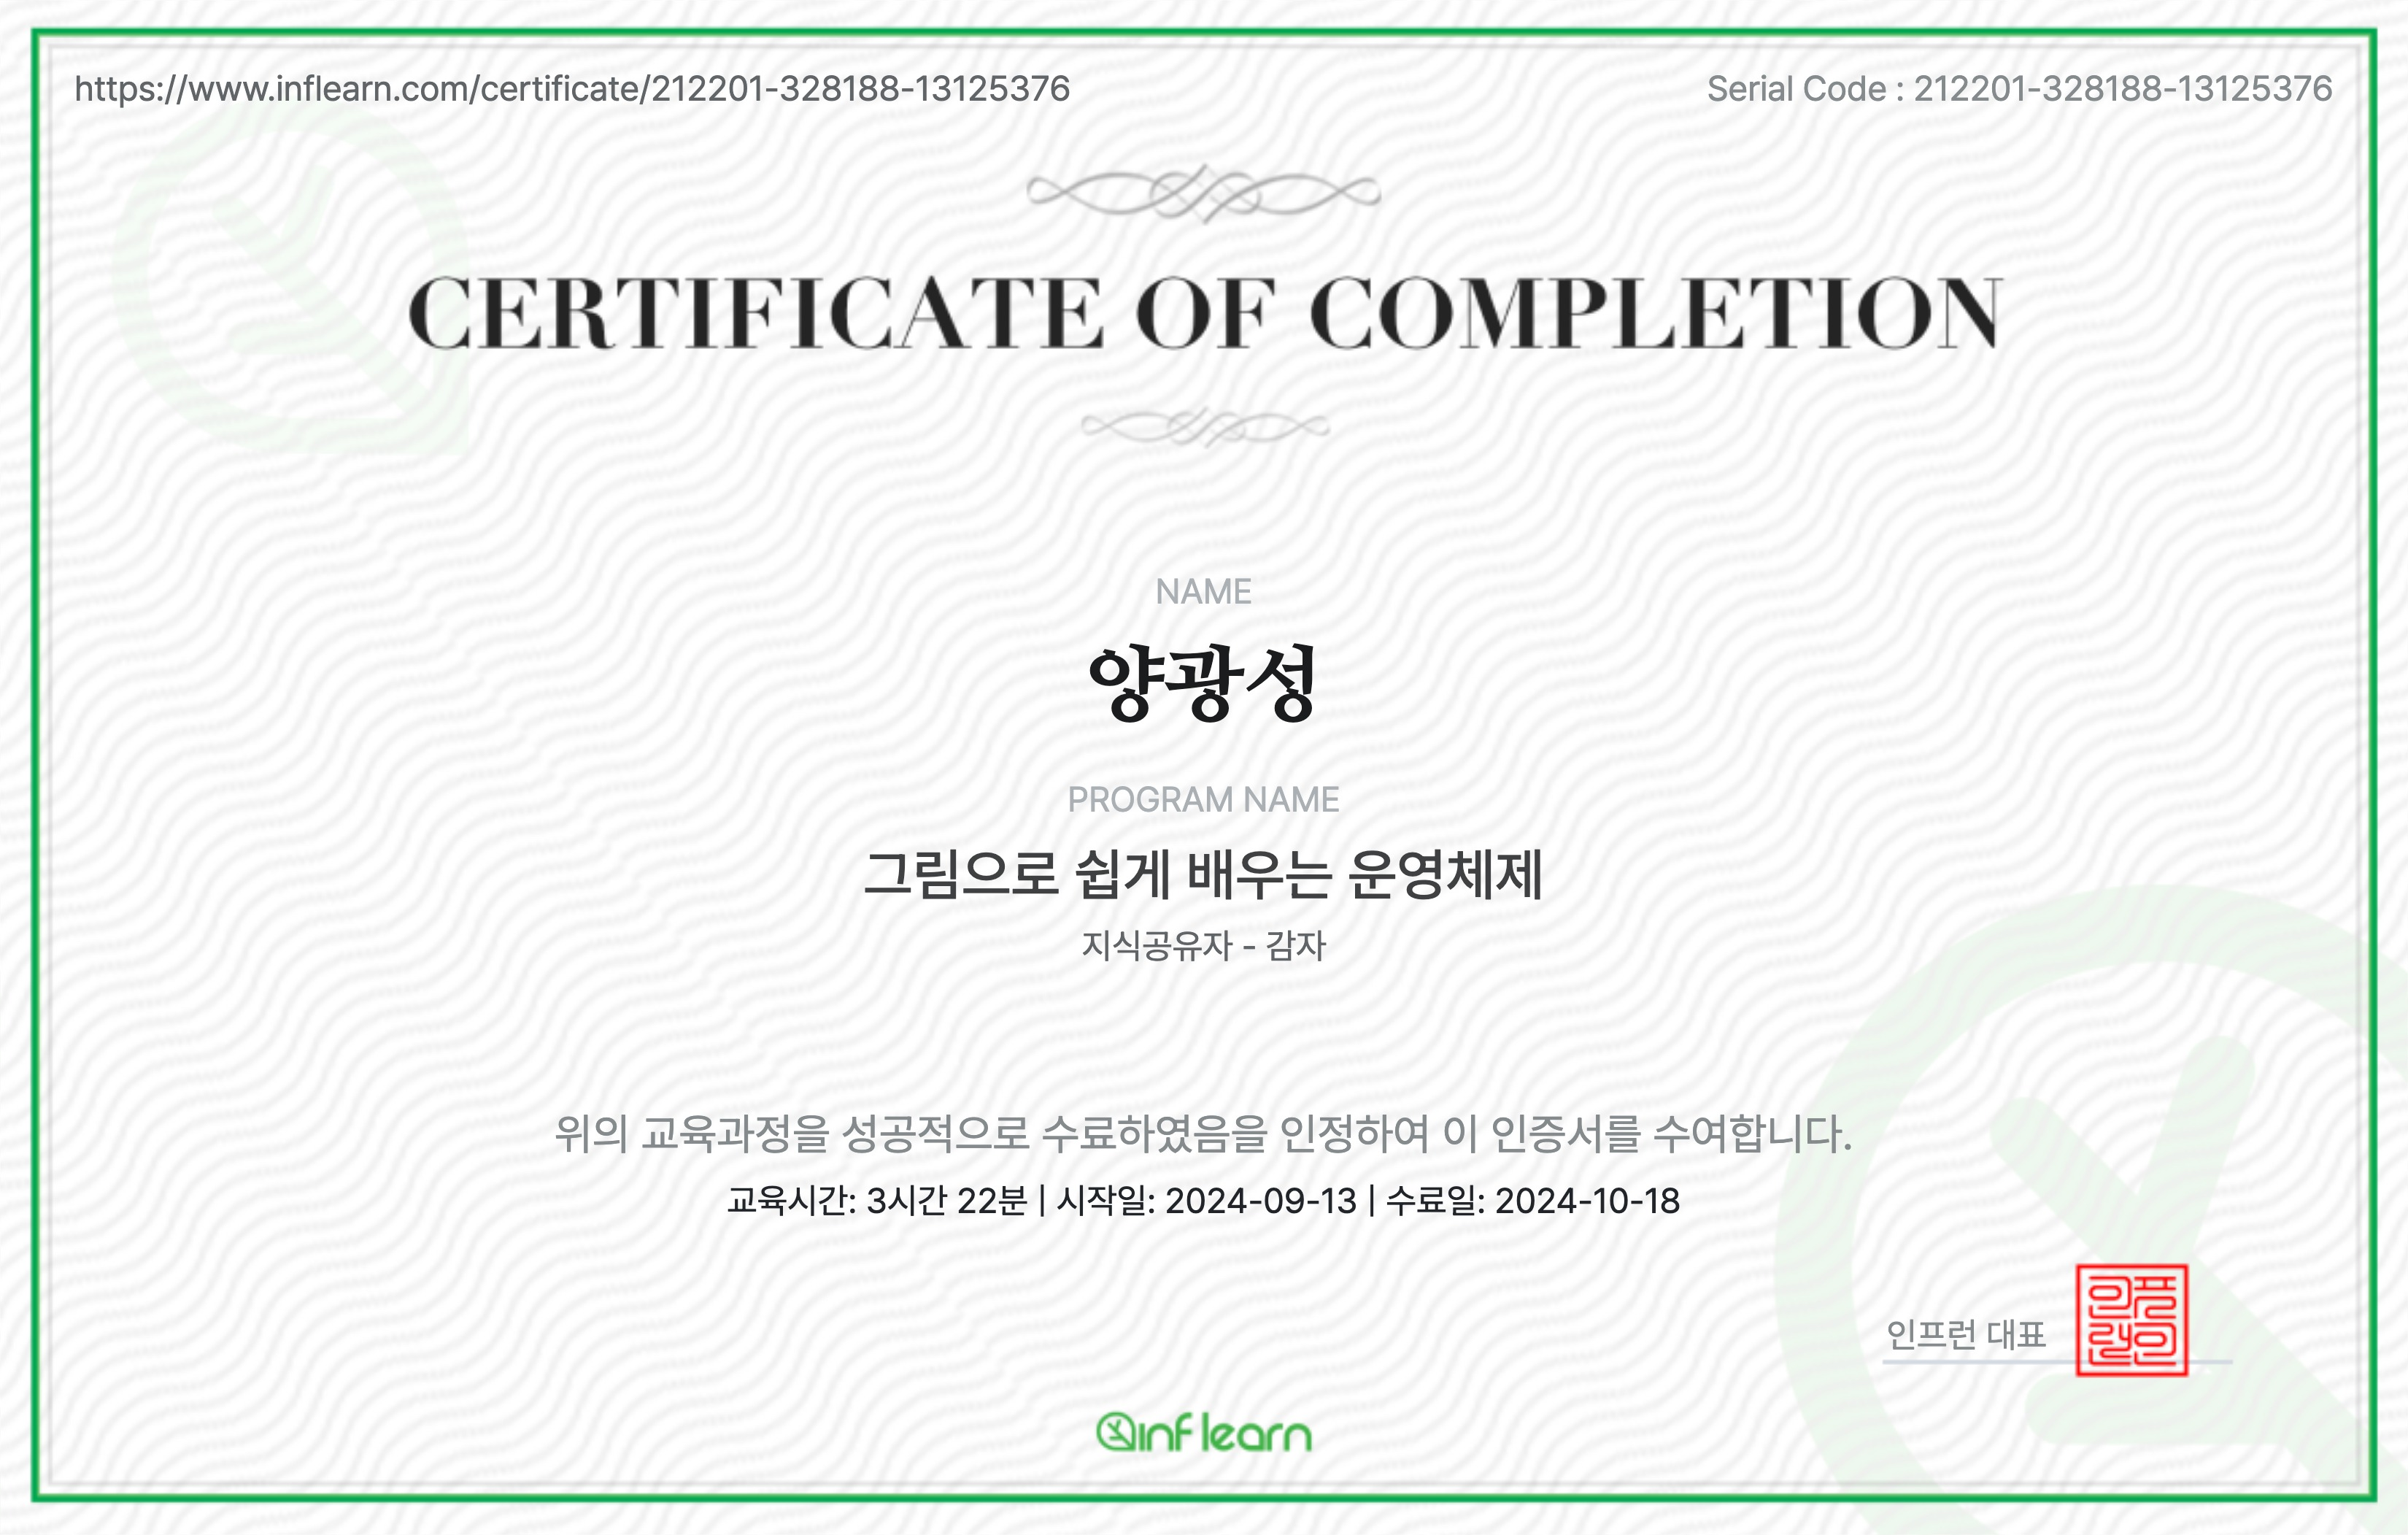 https://www.inflearn.com/certificate/212201-328188-13125376
Serial Code : 212201-328188-13125376
CERTIFICATE OF COMPLETION
NAME
양광성
PROGRAM NAME
그림으로 쉽게 배우는 운영체제
지식공유자 - 감자
위의 교육과정을 성공적으로 수료하였음을 인정하여 이 인증서를 수여합니다.
교육시간: 3시간 22분 | 시작일: 2024-09-13 | 수료일: 2024-10-18
인프런 대표
inflearn